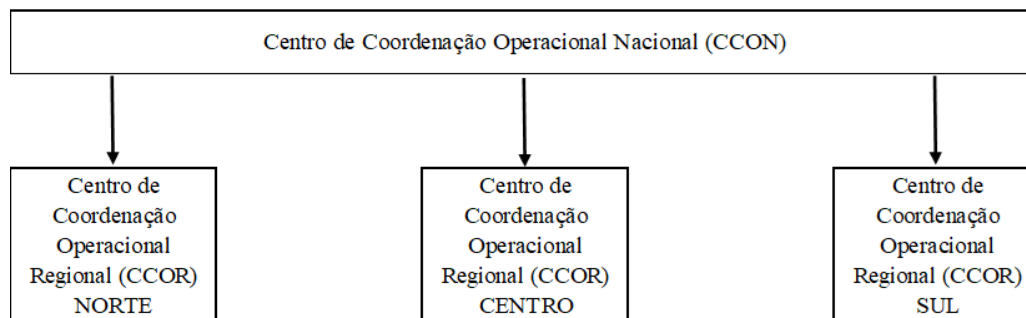 Centro de Coordenação Operacional Nacional (CCON)
Centro de
Coordenação
Operacional
Regional (CCOR)
NORTE
Centro de
Coordenação
Operacional
Regional (CCOR)
CENTRO
Centro de
Coordenação
Operacional
Regional (CCOR)
SUL